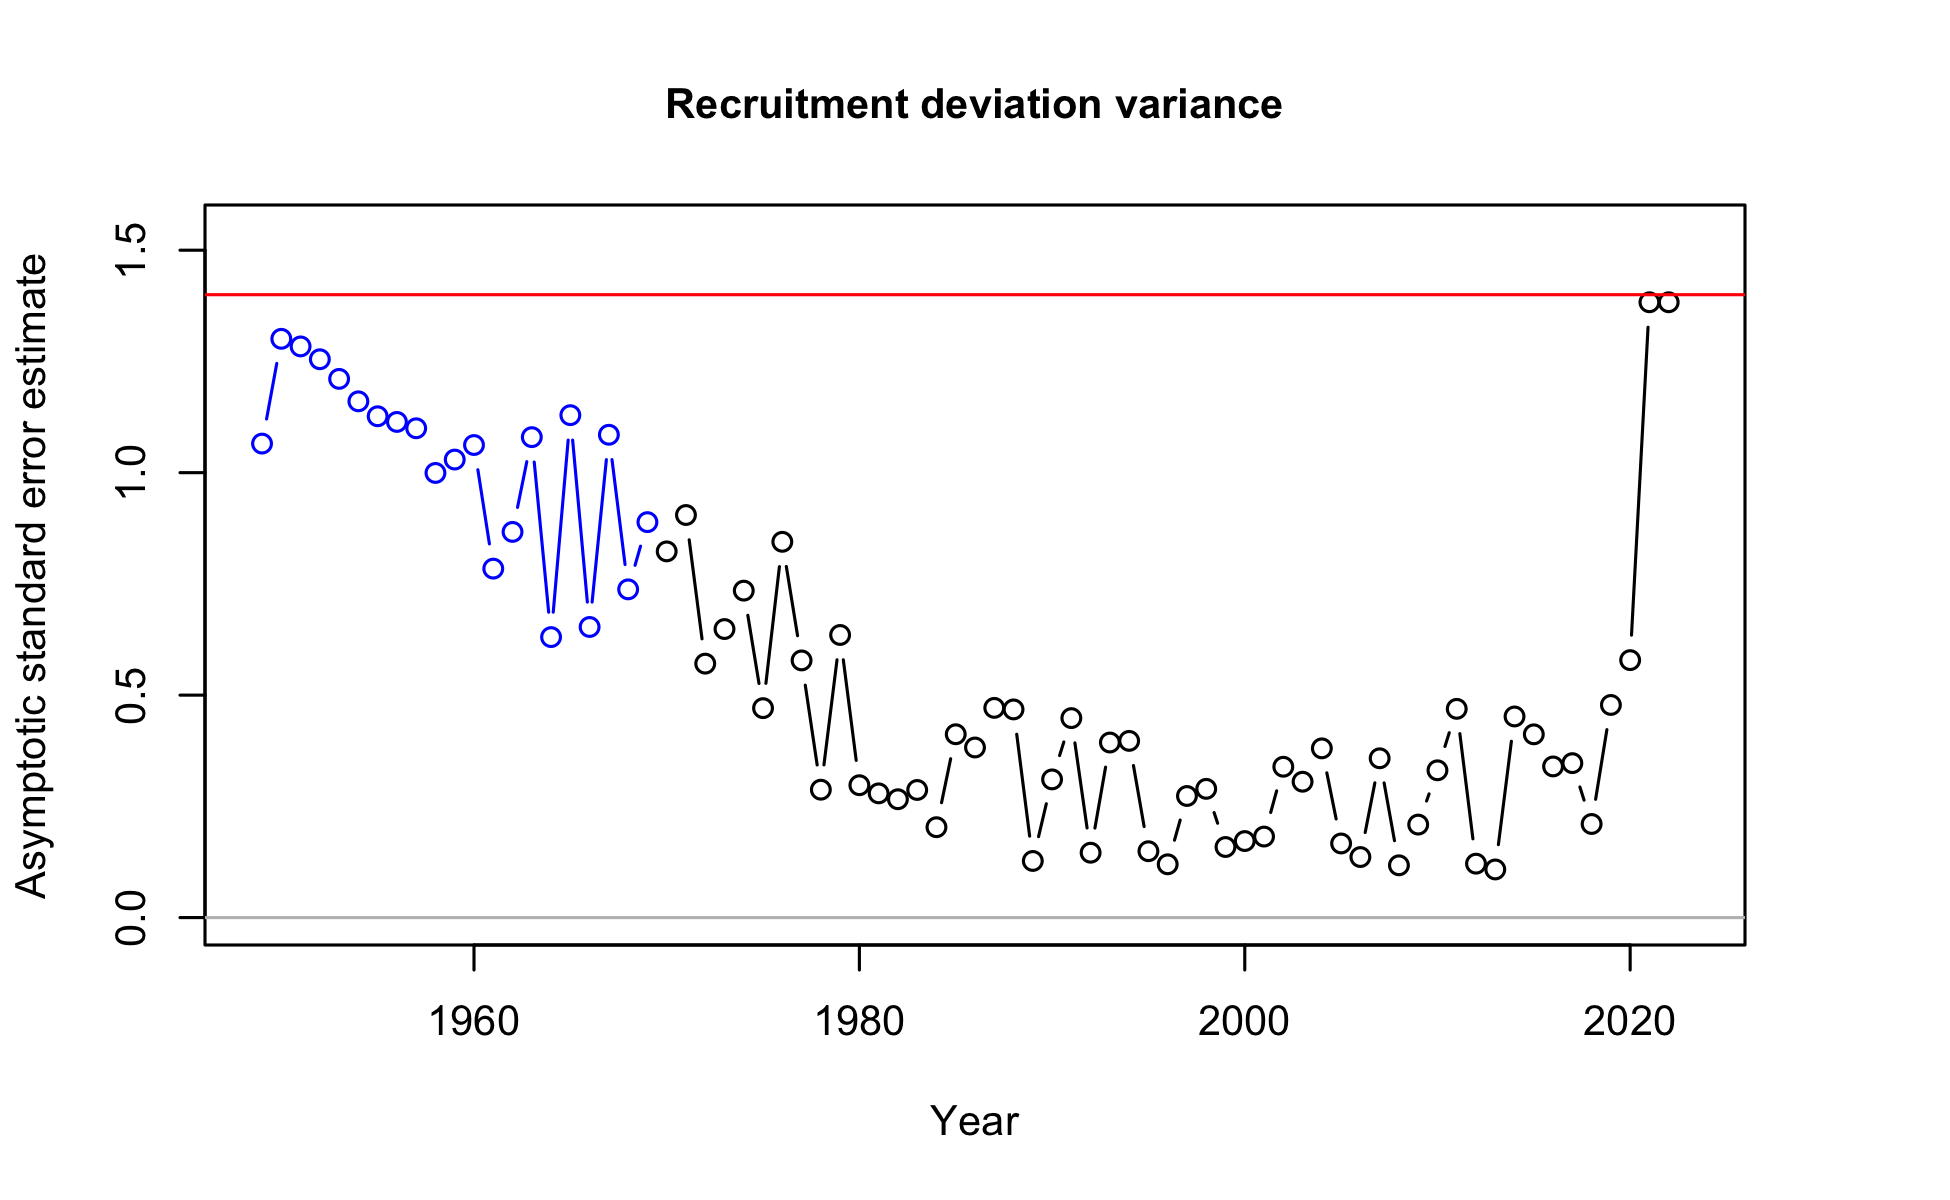 Recruitment deviation variance
Asymptotic standard error estimate
1.5
1.0
0.5
0.0
1960 1980 2000 2020
Year